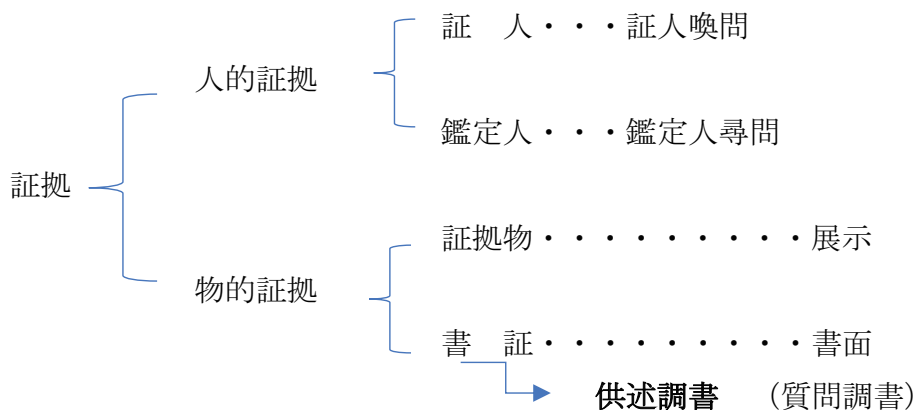 証　人・・・証人喚問
人的証拠
鑑定人・・・鑑定人尋問
証拠
証拠物・・・・・・・・・展示
物的証拠
書　証・・・・・・・・・書面
供述調書　（質問調書）